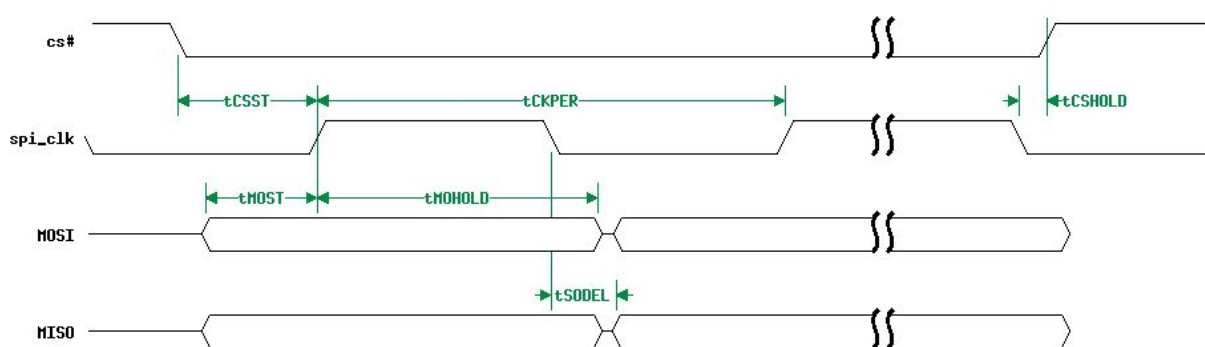 cs#
tCSST
tCKPER
tCSHOLD
spi_clk
tMOST
tMOHOLD
MOSI
tSODEL
MISO